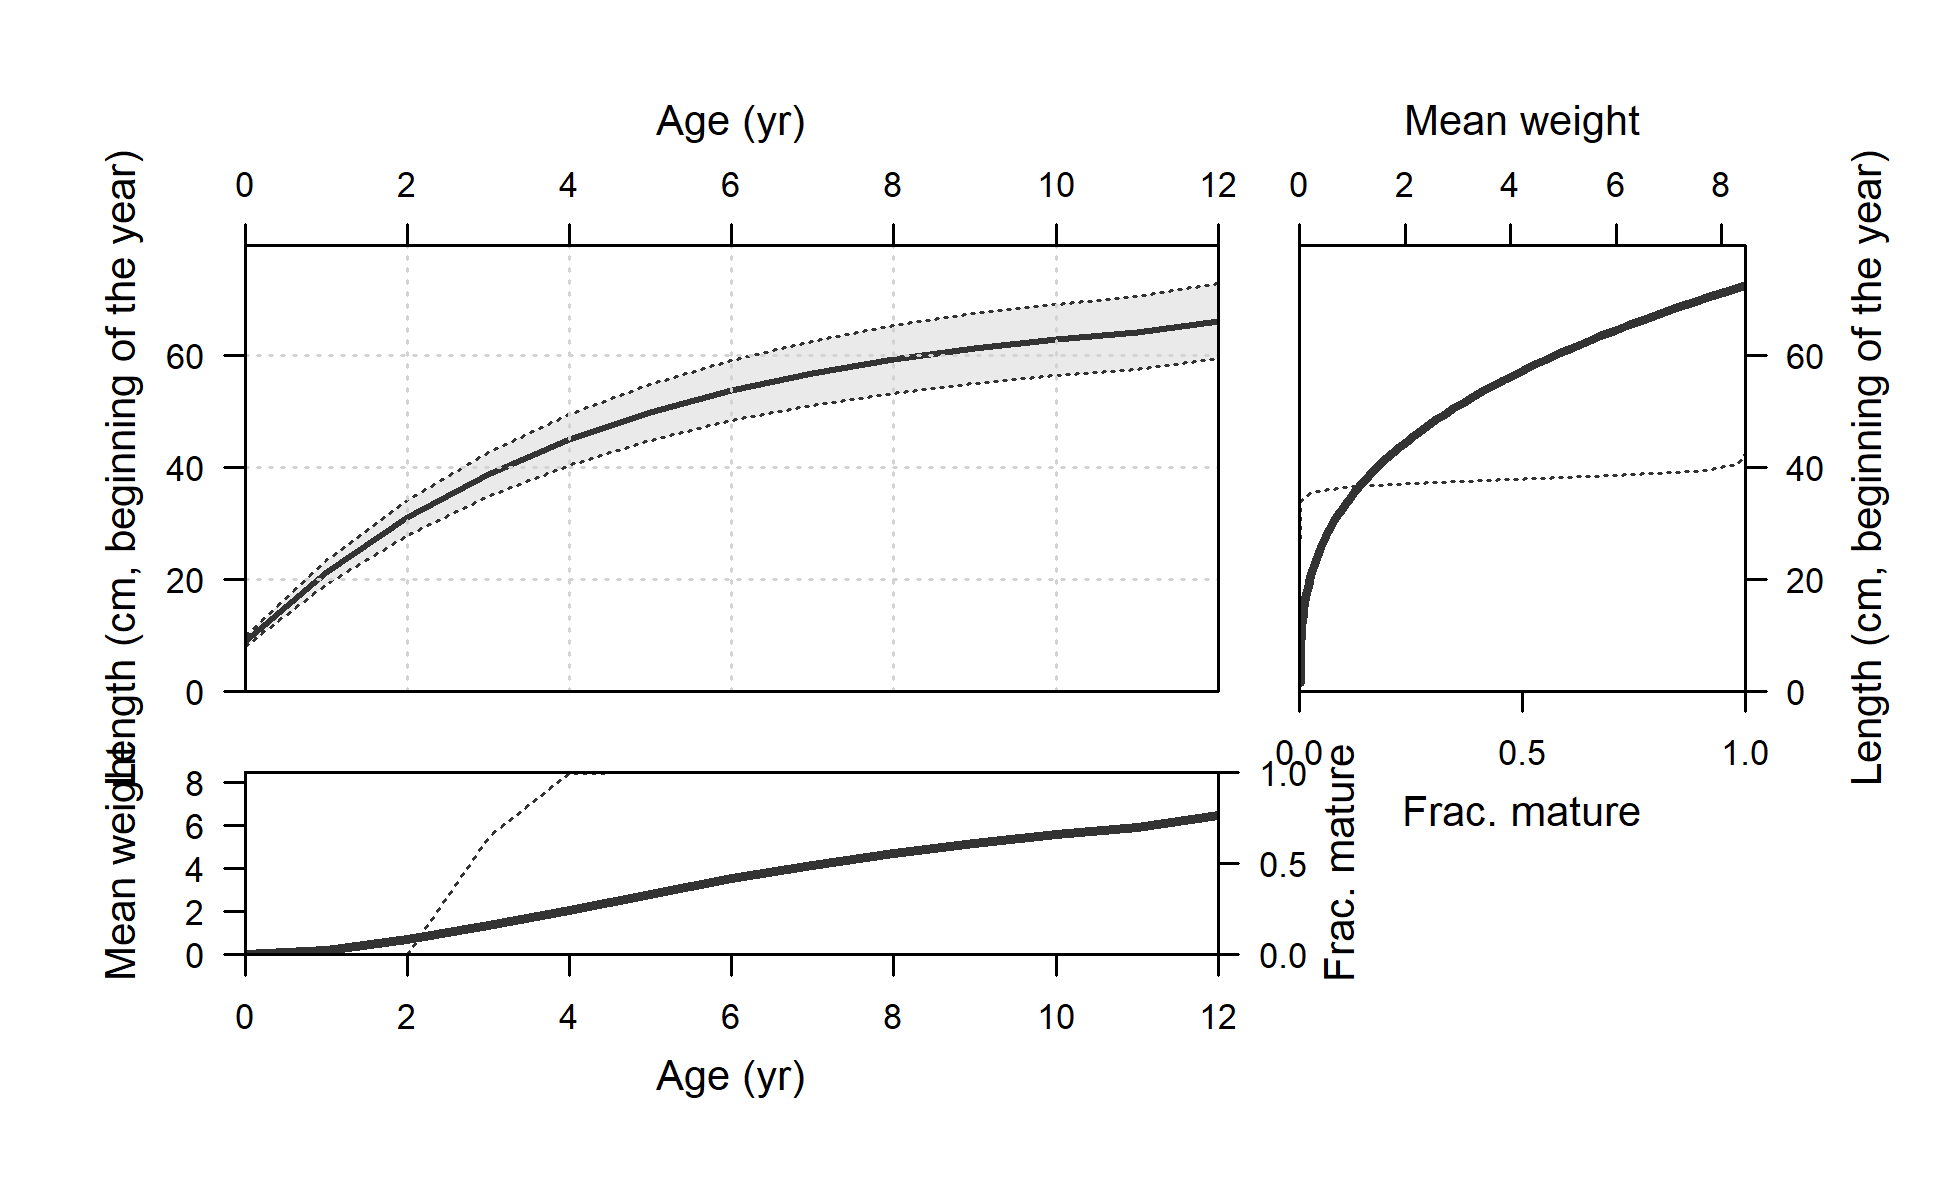 Age (yr)
Mean weight
0 2 4 6 8 10 12
0 2 4 6 8
Length (cm, beginning of the year)
60
40
20
0
60
40
20
0
Length (cm, beginning of the year)
0.0 0.5 1.0
Frac. mature
Mean weight
8
6
4
2
0
1.0
0.5
0.0
Frac. mature
0 2 4 6 8 10 12
Age (yr)